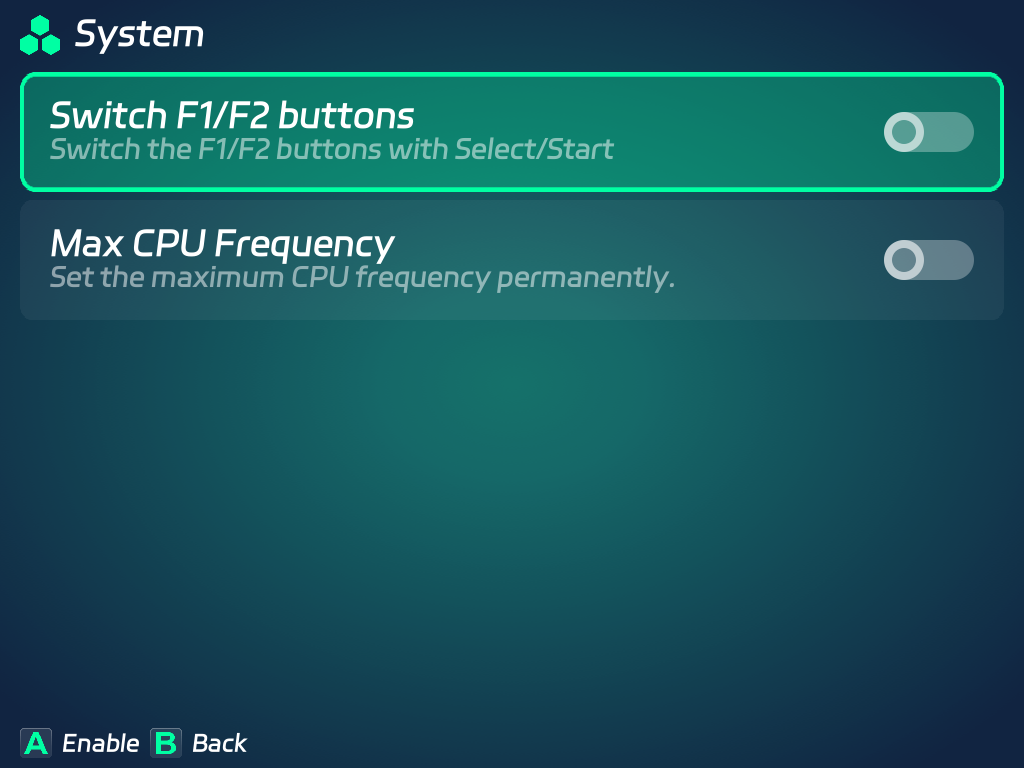 System
Switch F1/F2 buttons
Switch the F1/F2 buttons with Select/Start
Max CPU Frequency
Set the maximum CPU frequency permanently.
A Enable B Back